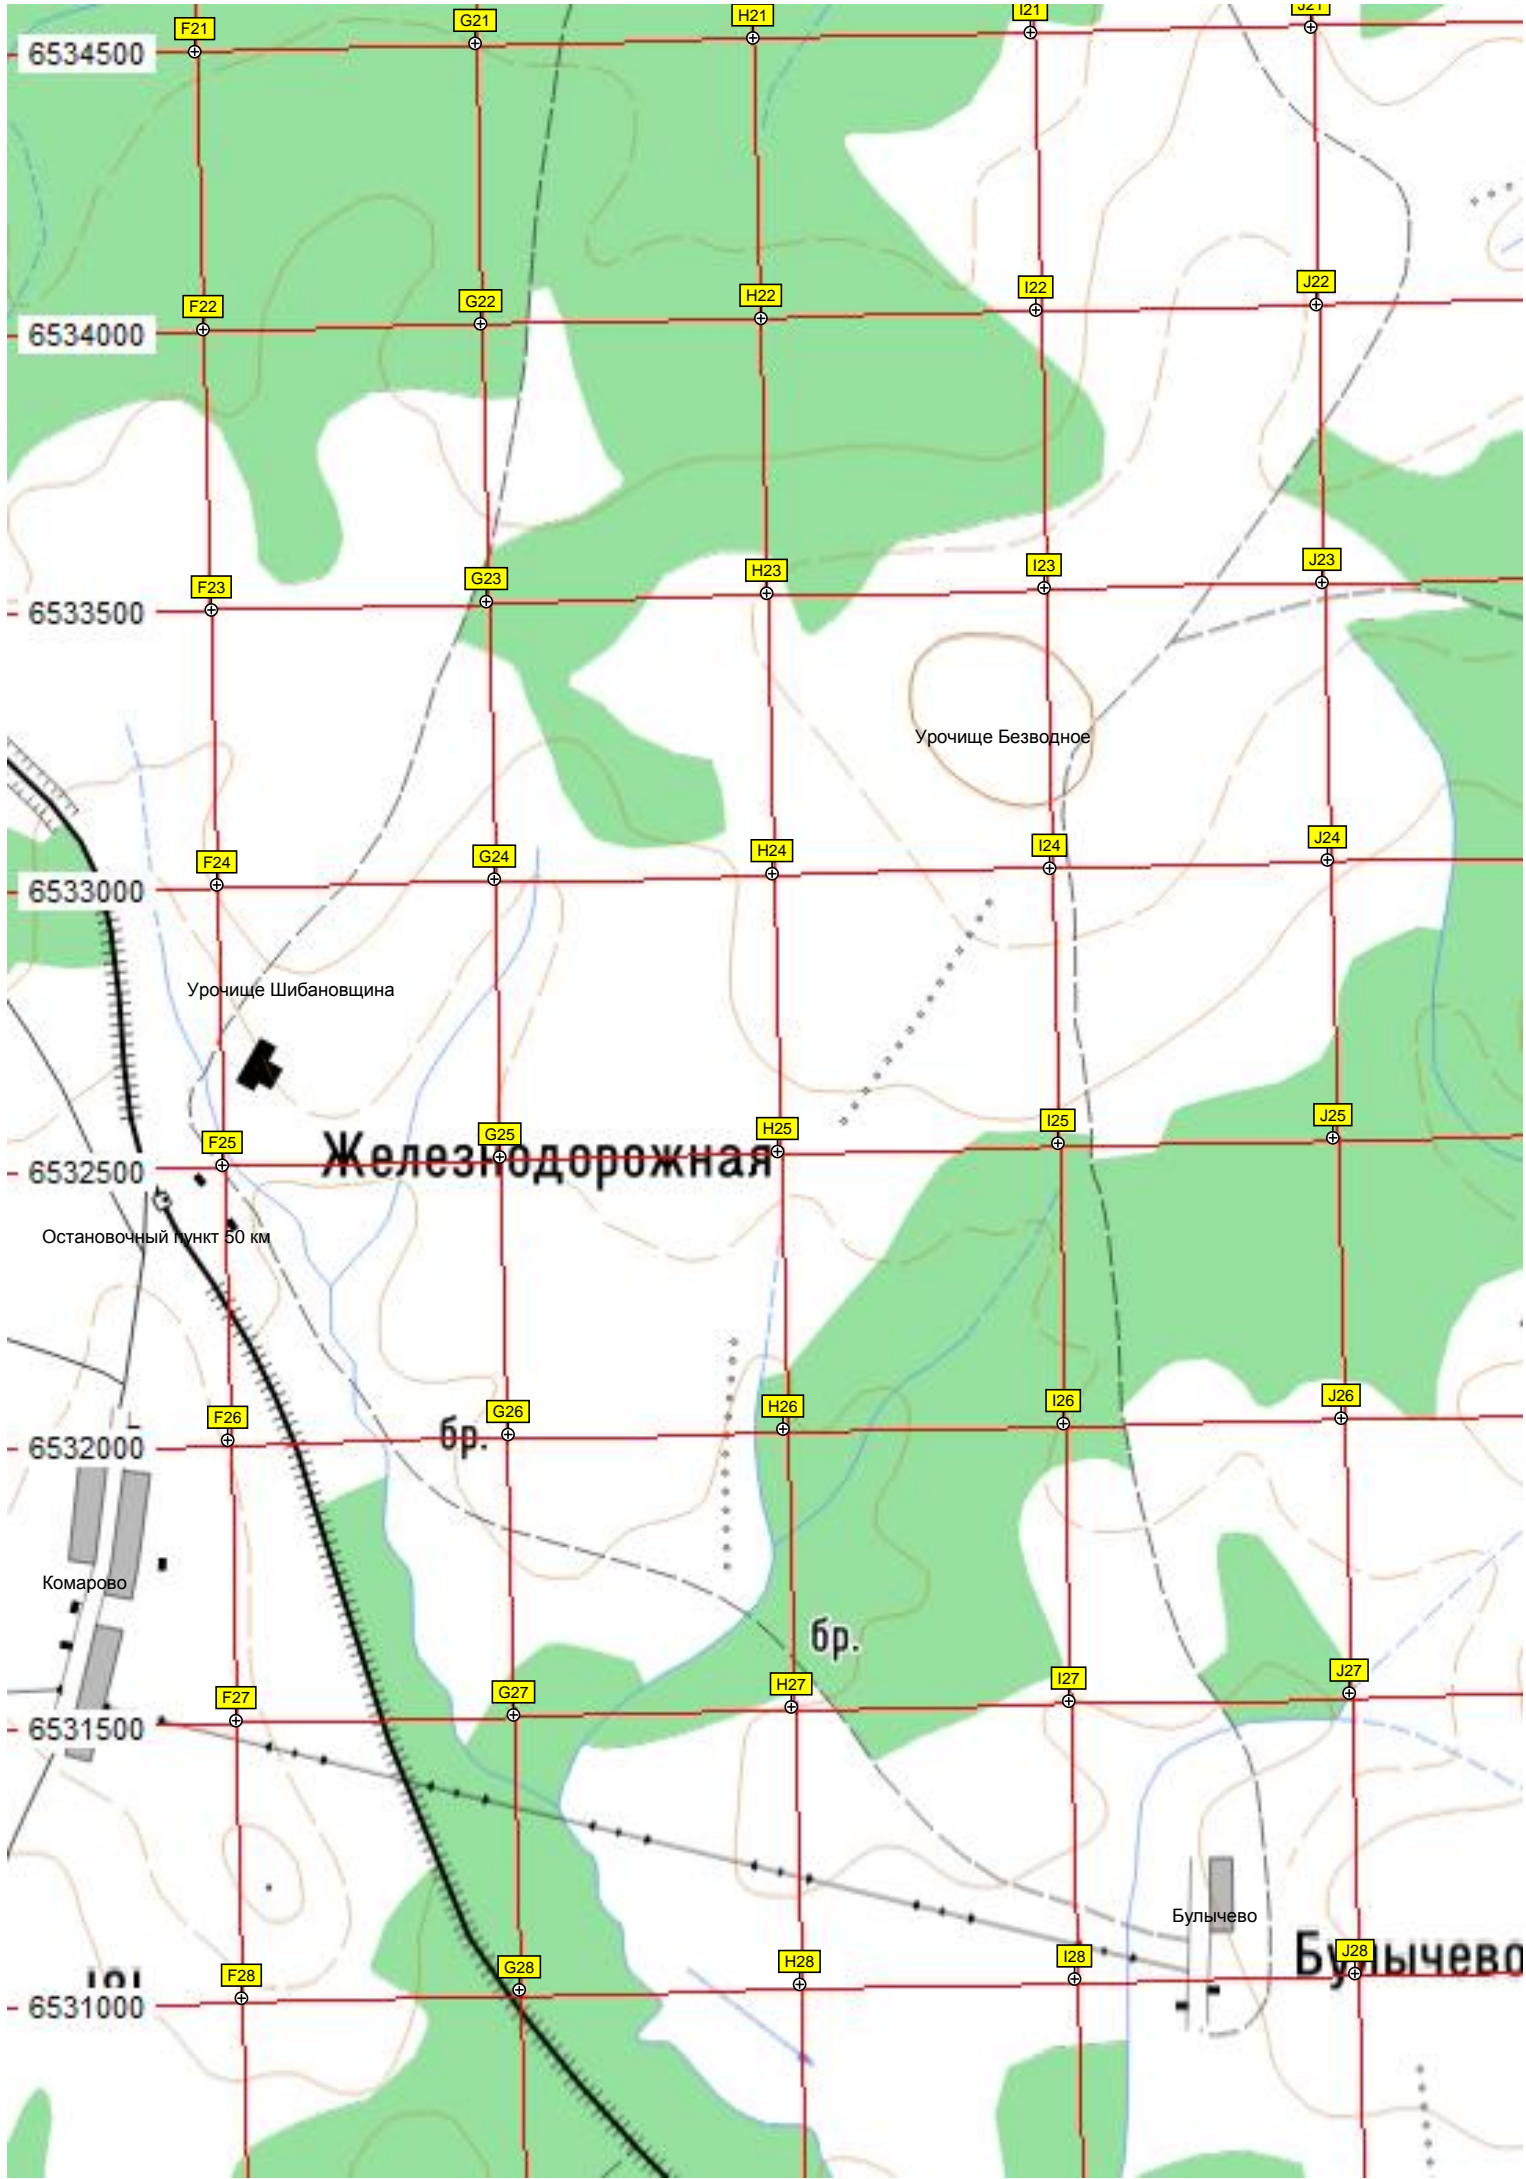 F21 G21 H21 I21 J21
6534500
F22 G22 H22 I22 J22
6534000
F23 G23 H23 I23 J23
6533500
Урочище Безводное
F24 G24 H24 I24 J24
6533000
Урочище Шибановщина
F25 G25 H25 I25 J25
Железнодорожная
6532500
Остановочный пункт 50 км
F26 G26 H26 I26 J26
бр.
6532000
Комарово
бр.
F27 G27 H27 I27 J27
6531500
Булычево
Булычево
F28 G28 H28 I28 J28
6531000